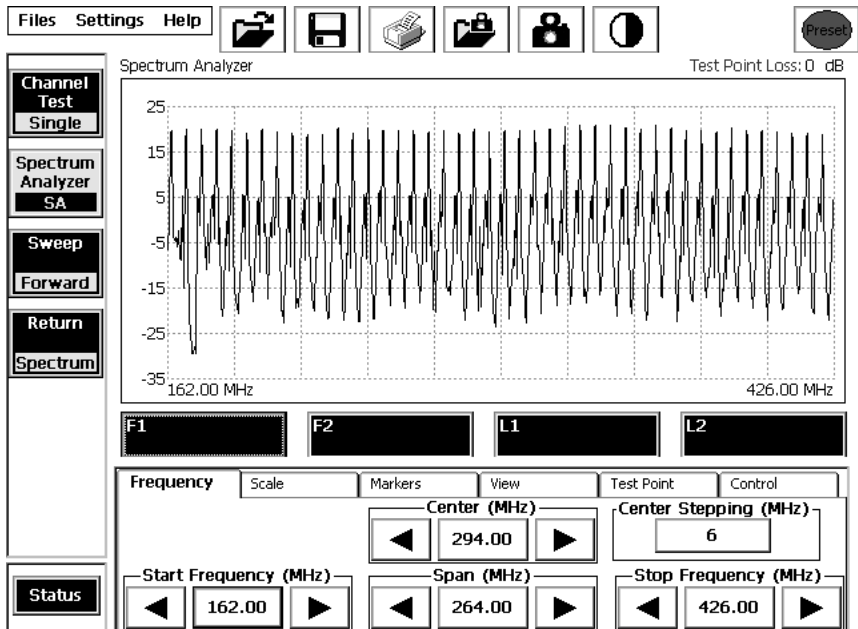 Files Settings Help
Preset
Spectrum Analyzer
Test Point Loss: 0 dB
Channel
Test
Single
Spectrum
Analyzer
SA
Sweep
Forward
Return
Spectrum
Status
25
15
5
-5
-15
-25
-35
162.00 MHz
426.00 MHz
F1
F2
L1
L2
Frequency
Scale
Markers
View
Test Point
Control
Center (MHz)
294.00
Center Stepping (MHz)
6
Start Frequency (MHz)
162.00
Span (MHz)
264.00
Stop Frequency (MHz)
426.00